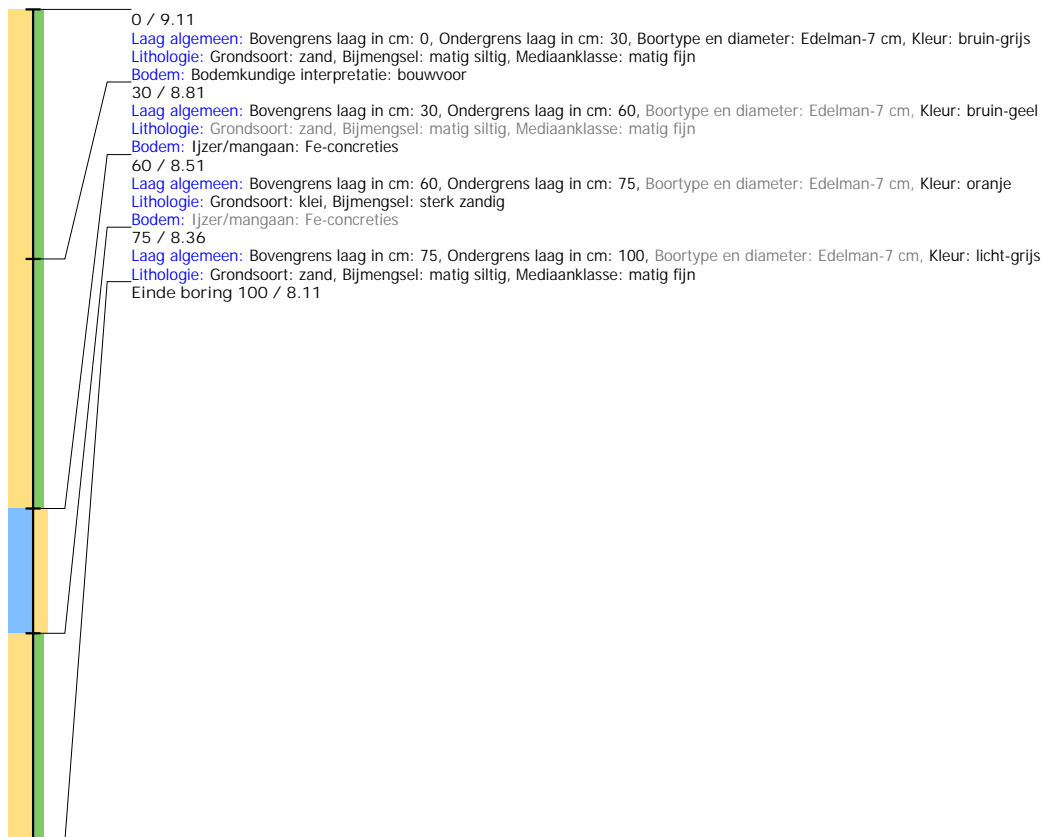 0 / 9.11
Laag algemeen: Bovengrens laag in cm: 0, Ondergrens laag in cm: 30, Boortype en diameter: Edelman-7 cm, Kleur: bruin-grijs
Lithologie: Grondsoort: zand, Bijmengsel: matig siltig, Mediaanklasse: matig fijn
Bodem: Bodemkundige interpretatie: bouwvoor
30 / 8.81
Laag algemeen: Bovengrens laag in cm: 30, Ondergrens laag in cm: 60, Boortype en diameter: Edelman-7 cm, Kleur: bruin-geel
Lithologie: Grondsoort: zand, Bijmengsel: matig siltig, Mediaanklasse: matig fijn
Bodem: Ijzer/mangaan: Fe-concreties
60 / 8.51
Laag algemeen: Bovengrens laag in cm: 60, Ondergrens laag in cm: 75, Boortype en diameter: Edelman-7 cm, Kleur: oranje
Lithologie: Grondsoort: klei, Bijmengsel: sterk zandig
Bodem: Ijzer/mangaan: Fe-concreties
75 / 8.36
Laag algemeen: Bovengrens laag in cm: 75, Ondergrens laag in cm: 100, Boortype en diameter: Edelman-7 cm, Kleur: licht-grijs
Lithologie: Grondsoort: zand, Bijmengsel: matig siltig, Mediaanklasse: matig fijn
Einde boring 100 / 8.11